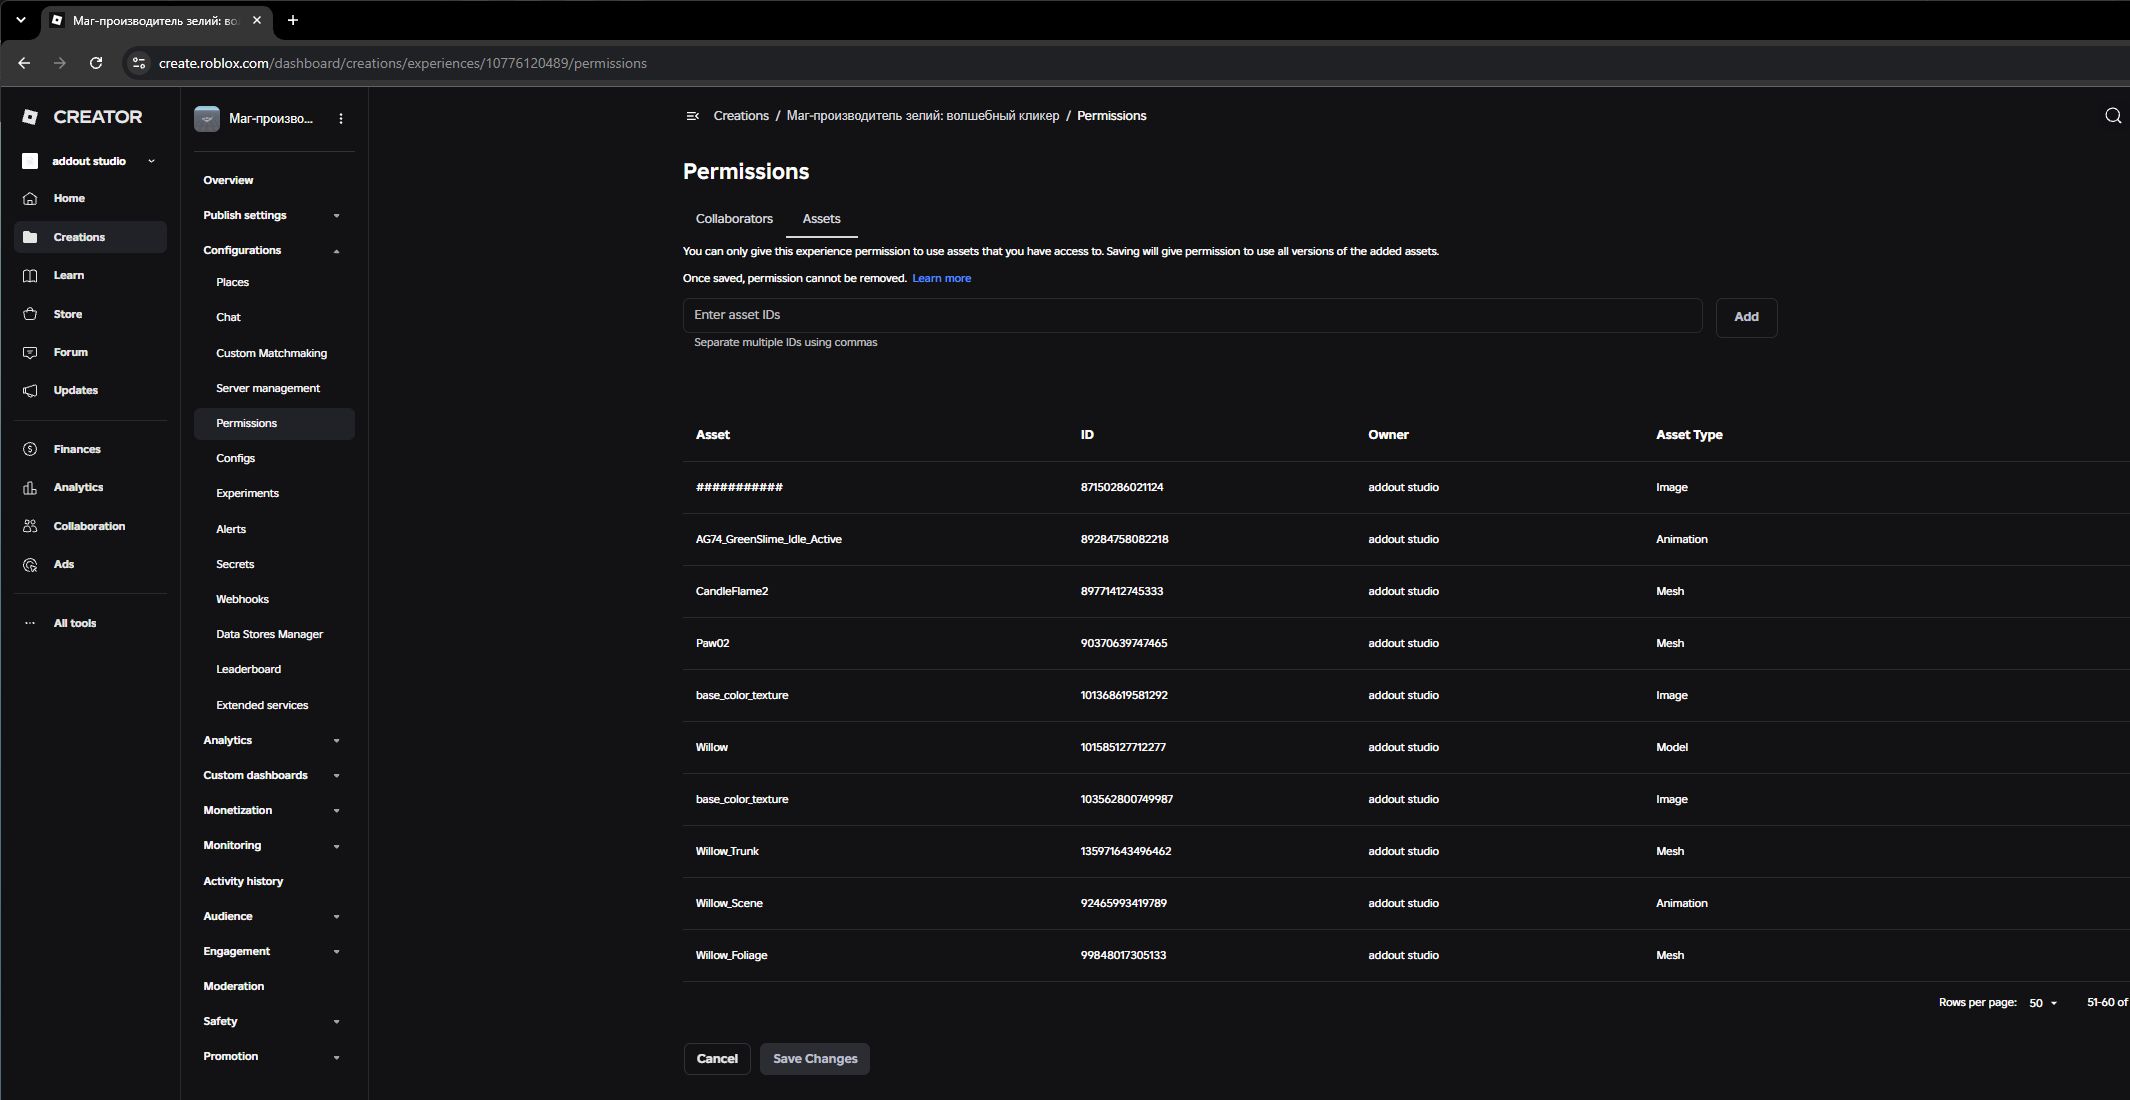 Маг-производитель зелий: во
create.roblox.com/dashboard/creations/experiences/10776120489/permissions
CREATOR
addout studio
Home
Creations
Learn
Store
Forum
Updates
Finances
Analytics
Collaboration
Ads
All tools
Маг-произво...
Overview
Publish settings
Configurations
Places
Chat
Custom Matchmaking
Server management
Permissions
Configs
Experiments
Alerts
Secrets
Webhooks
Data Stores Manager
Leaderboard
Extended services
Analytics
Custom dashboards
Monetization
Monitoring
Activity history
Audience
Engagement
Moderation
Safety
Promotion
Creations / Маг-производитель зелий: волшебный кликер / Permissions
Permissions
Collaborators Assets
You can only give this experience permission to use assets that you have access to. Saving will give permission to use all versions of the added assets.
Once saved, permission cannot be removed. Learn more
Enter asset IDs
Add
Separate multiple IDs using commas
Asset ID Owner Asset Type
########### 87150286021124 addout studio Image
AG74_GreenSlime_Idle_Active 89284758082218 addout studio Animation
CandleFlame2 89771412745333 addout studio Mesh
Paw02 90370639747465 addout studio Mesh
base_color_texture 101368619581292 addout studio Image
Willow 101585127712277 addout studio Model
base_color_texture 103562800749987 addout studio Image
Willow_Trunk 135971643496462 addout studio Mesh
Willow_Scene 92465993419789 addout studio Animation
Willow_Foliage 99848017305133 addout studio Mesh
Rows per page: 50 51-60 of
Cancel Save Changes